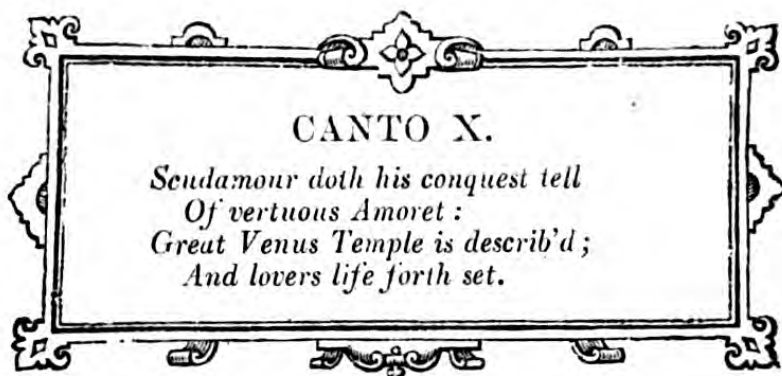 CANTO X.
Scudamour doth his conquest tell
Of vertuous Amoret :
Great Venus Temple is describ'd ;
And lovers life forth set.